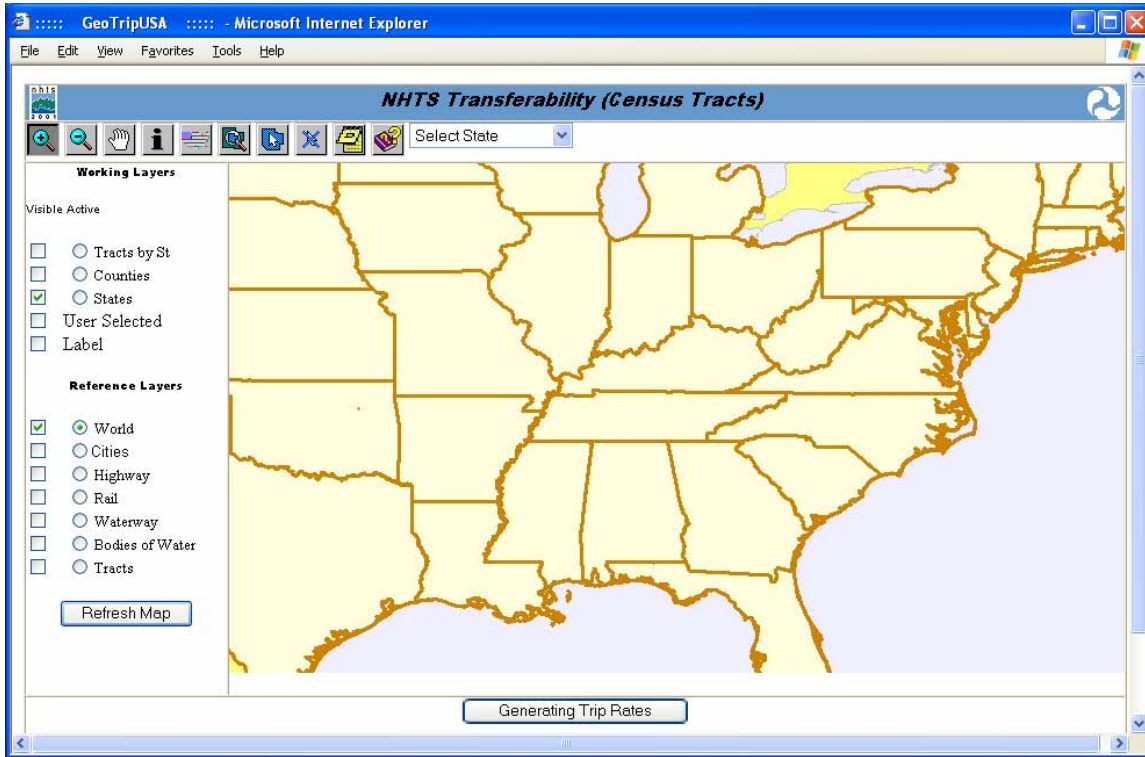 ::::: GeoTripUSA ::::: - Microsoft Internet Explorer
File Edit View Favorites Tools Help
nhts
2001
NHTS Transferability (Census Tracts)
Select State
Working Layers
Visible Active
Tracts by St
Counties
States
User Selected
Label
Reference Layers
World
Cities
Highway
Rail
Waterway
Bodies of Water
Tracts
Refresh Map
Generating Trip Rates